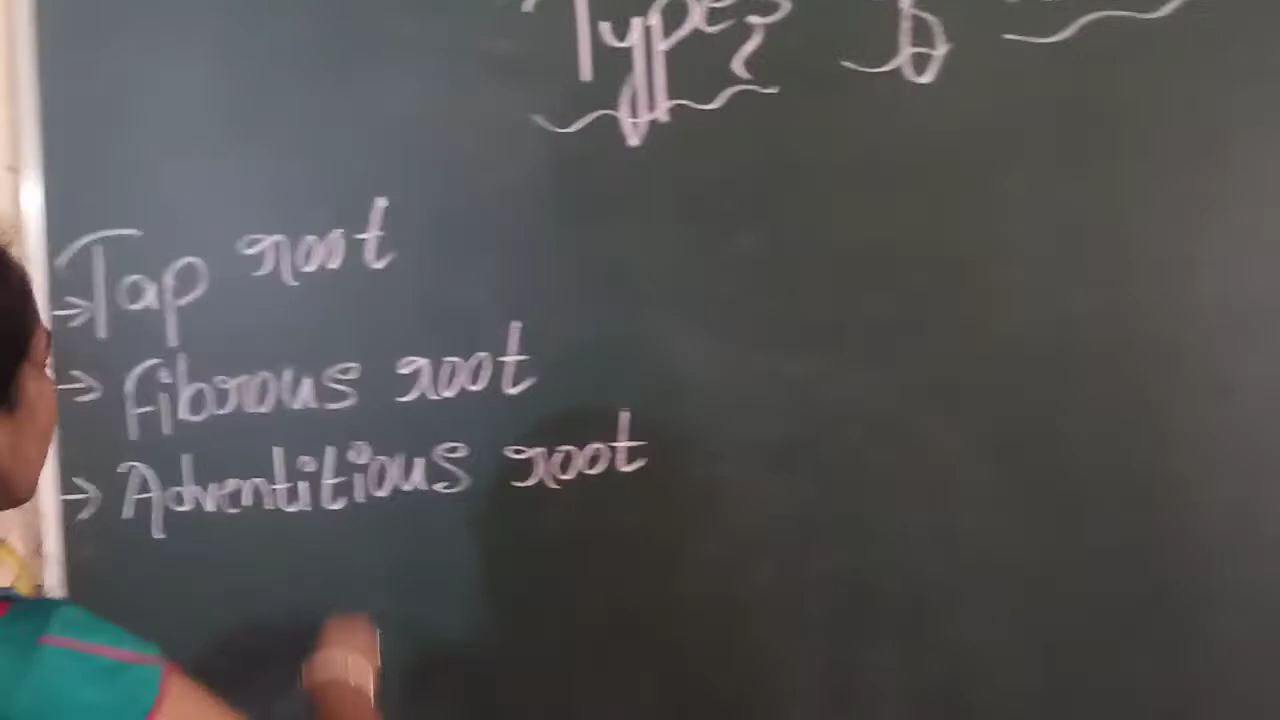 Types of
→ Tap root
→ Fibrous root
→ Adventitious root